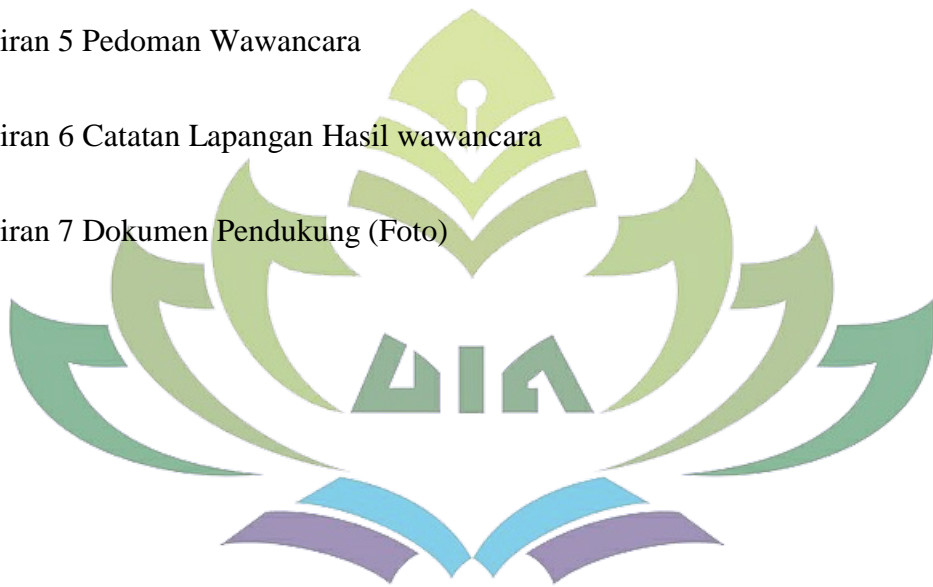 iran 5 Pedoman Wawancara
iran 6 Catatan Lapangan Hasil wawancara
iran 7 Dokumen Pendukung (Foto)